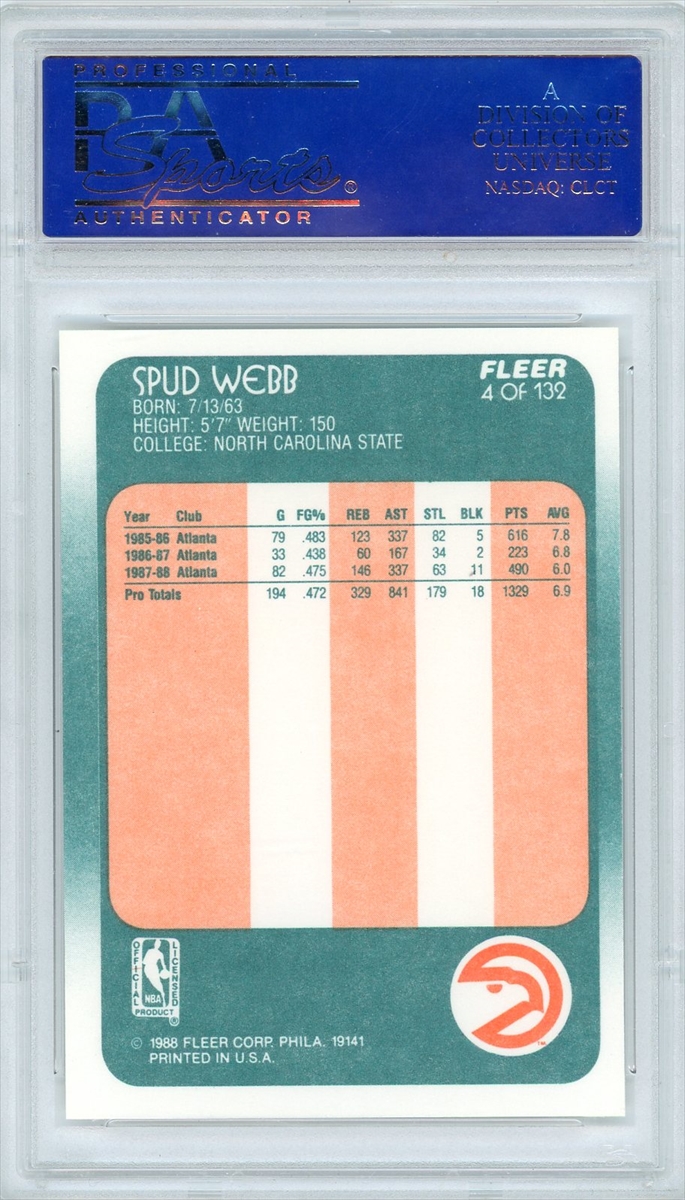 PROFESSIONAL
PSA
Sports®
AUTHENTICATOR
A
DIVISION OF
COLLECTORS
UNIVERSE
NASDAQ: CLCT
SPUD WEBB
BORN: 7/13/63
HEIGHT: 5'7" WEIGHT: 150
COLLEGE: NORTH CAROLINA STATE
FLEER
4 OF 132
Year Club G FG% REB AST STL BLK PTS AVG
1985-86 Atlanta 79 .483 123 337 82 5 616 7.8
1986-87 Atlanta 33 .438 60 167 34 2 223 6.8
1987-88 Atlanta 82 .475 146 337 63 11 490 6.0
Pro Totals 194 .472 329 841 179 18 1329 6.9
OFFICIAL
LICENSED
NBA
PRODUCT
®
TM
© 1988 FLEER CORP. PHILA. 19141
PRINTED IN U.S.A.